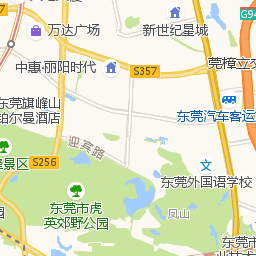 万达广场
新世纪星城
G94
中惠·丽阳时代
S357
莞樟立交
东莞旗峰山
铂尔曼酒店
东莞汽车客运
迎宾路
景区
S256
东莞外国语学校
东莞市虎
英郊野公园
凤山
东莞市